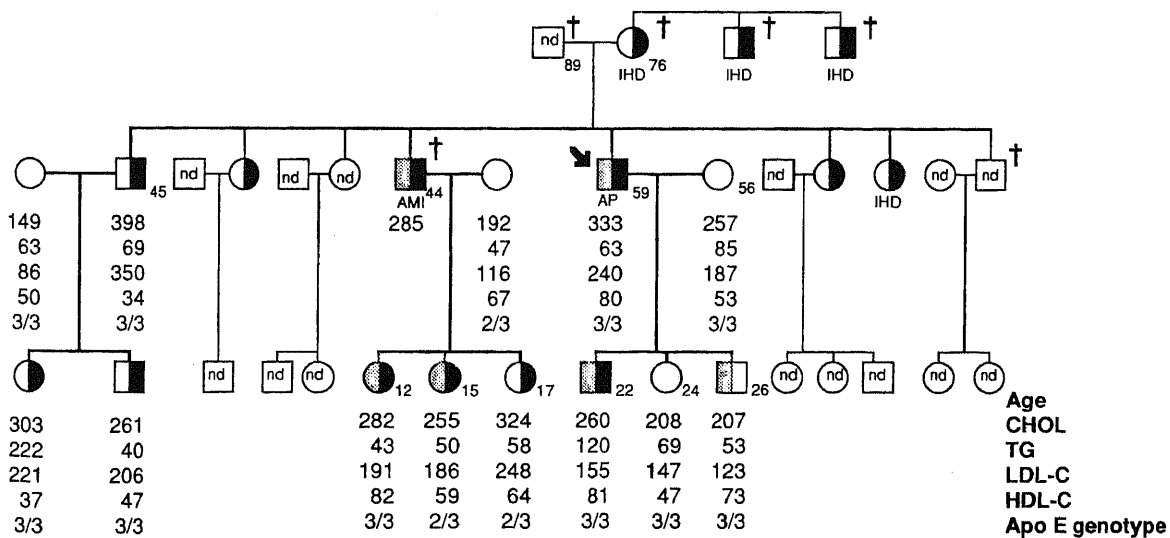 † † † †
nd 89 76
IHD IHD IHD
† †
45 nd nd nd 44 59 56 nd nd nd
AMI AP IHD
149 398 285 192 333 257
63 69 47 63 85
86 350 116 240 187
50 34 67 80 53
3/3 3/3 2/3 3/3 3/3
nd nd nd 12 15 17 22 24 26 nd nd nd nd nd Age
303 261 282 255 324 260 208 207 CHOL
222 40 43 50 58 120 69 53 TG
221 206 191 186 248 155 147 123 LDL-C
37 47 82 59 64 81 47 73 HDL-C
3/3 3/3 3/3 2/3 2/3 3/3 3/3 3/3 Apo E genotype